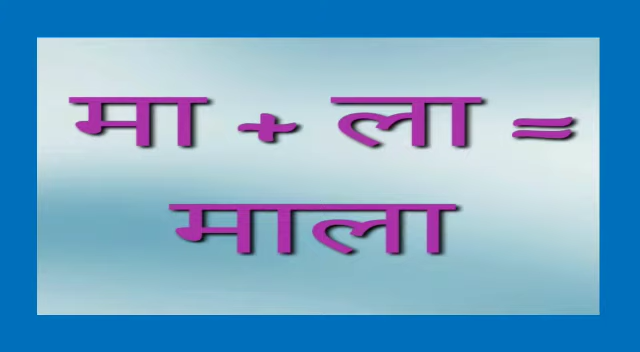 मा + ला =
माला